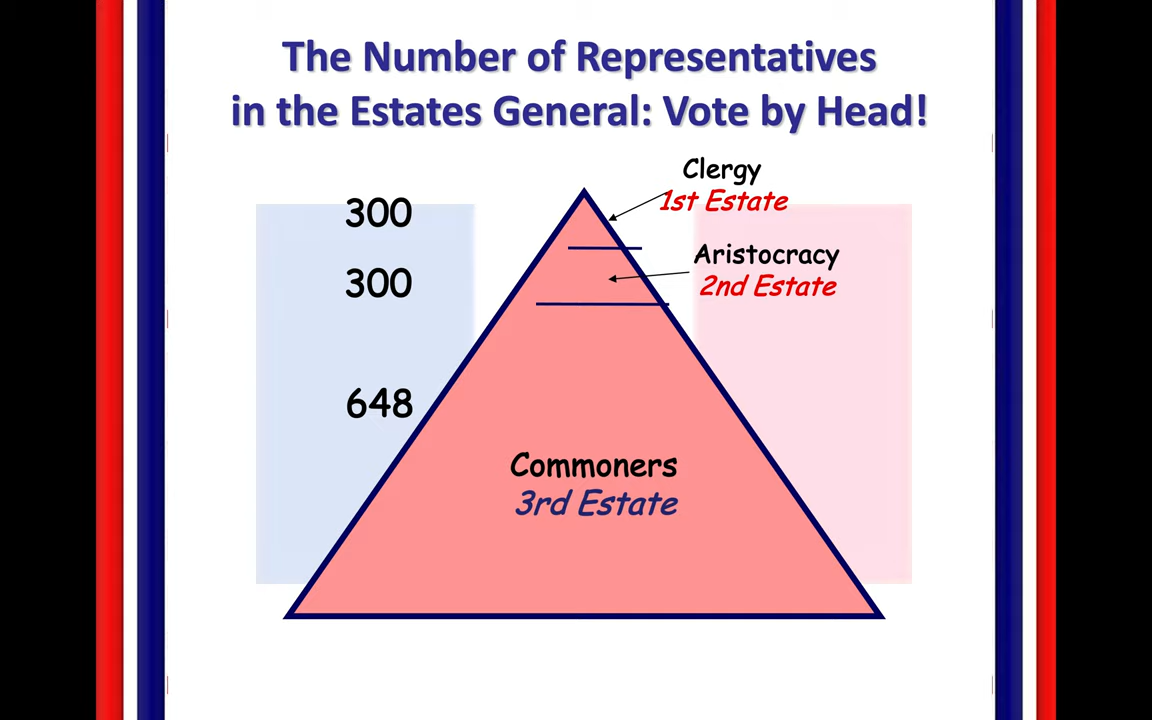 The Number of Representatives
in the Estates General: Vote by Head!
Clergy
1st Estate
300
Aristocracy
2nd Estate
300
648
Commoners
3rd Estate